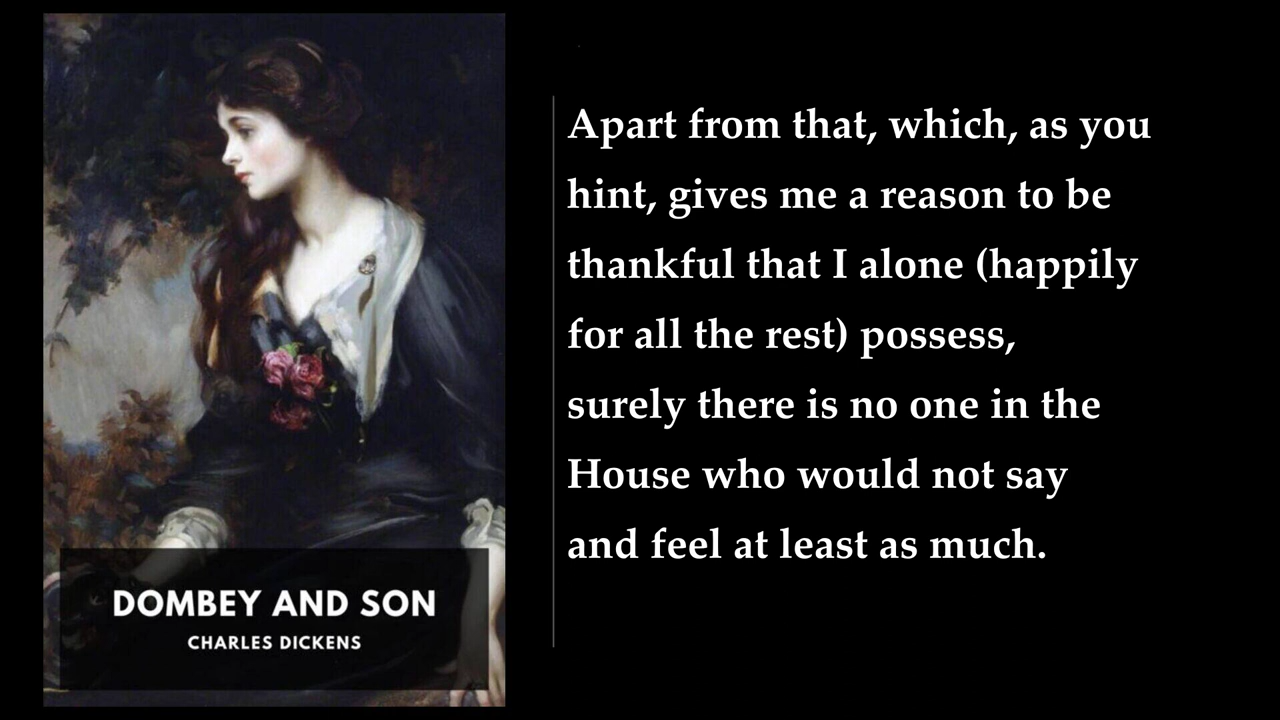 Apart from that, which, as you
hint, gives me a reason to be
thankful that I alone (happily
for all the rest) possess,
surely there is no one in the
House who would not say
and feel at least as much.
DOMBEY AND SON
CHARLES DICKENS